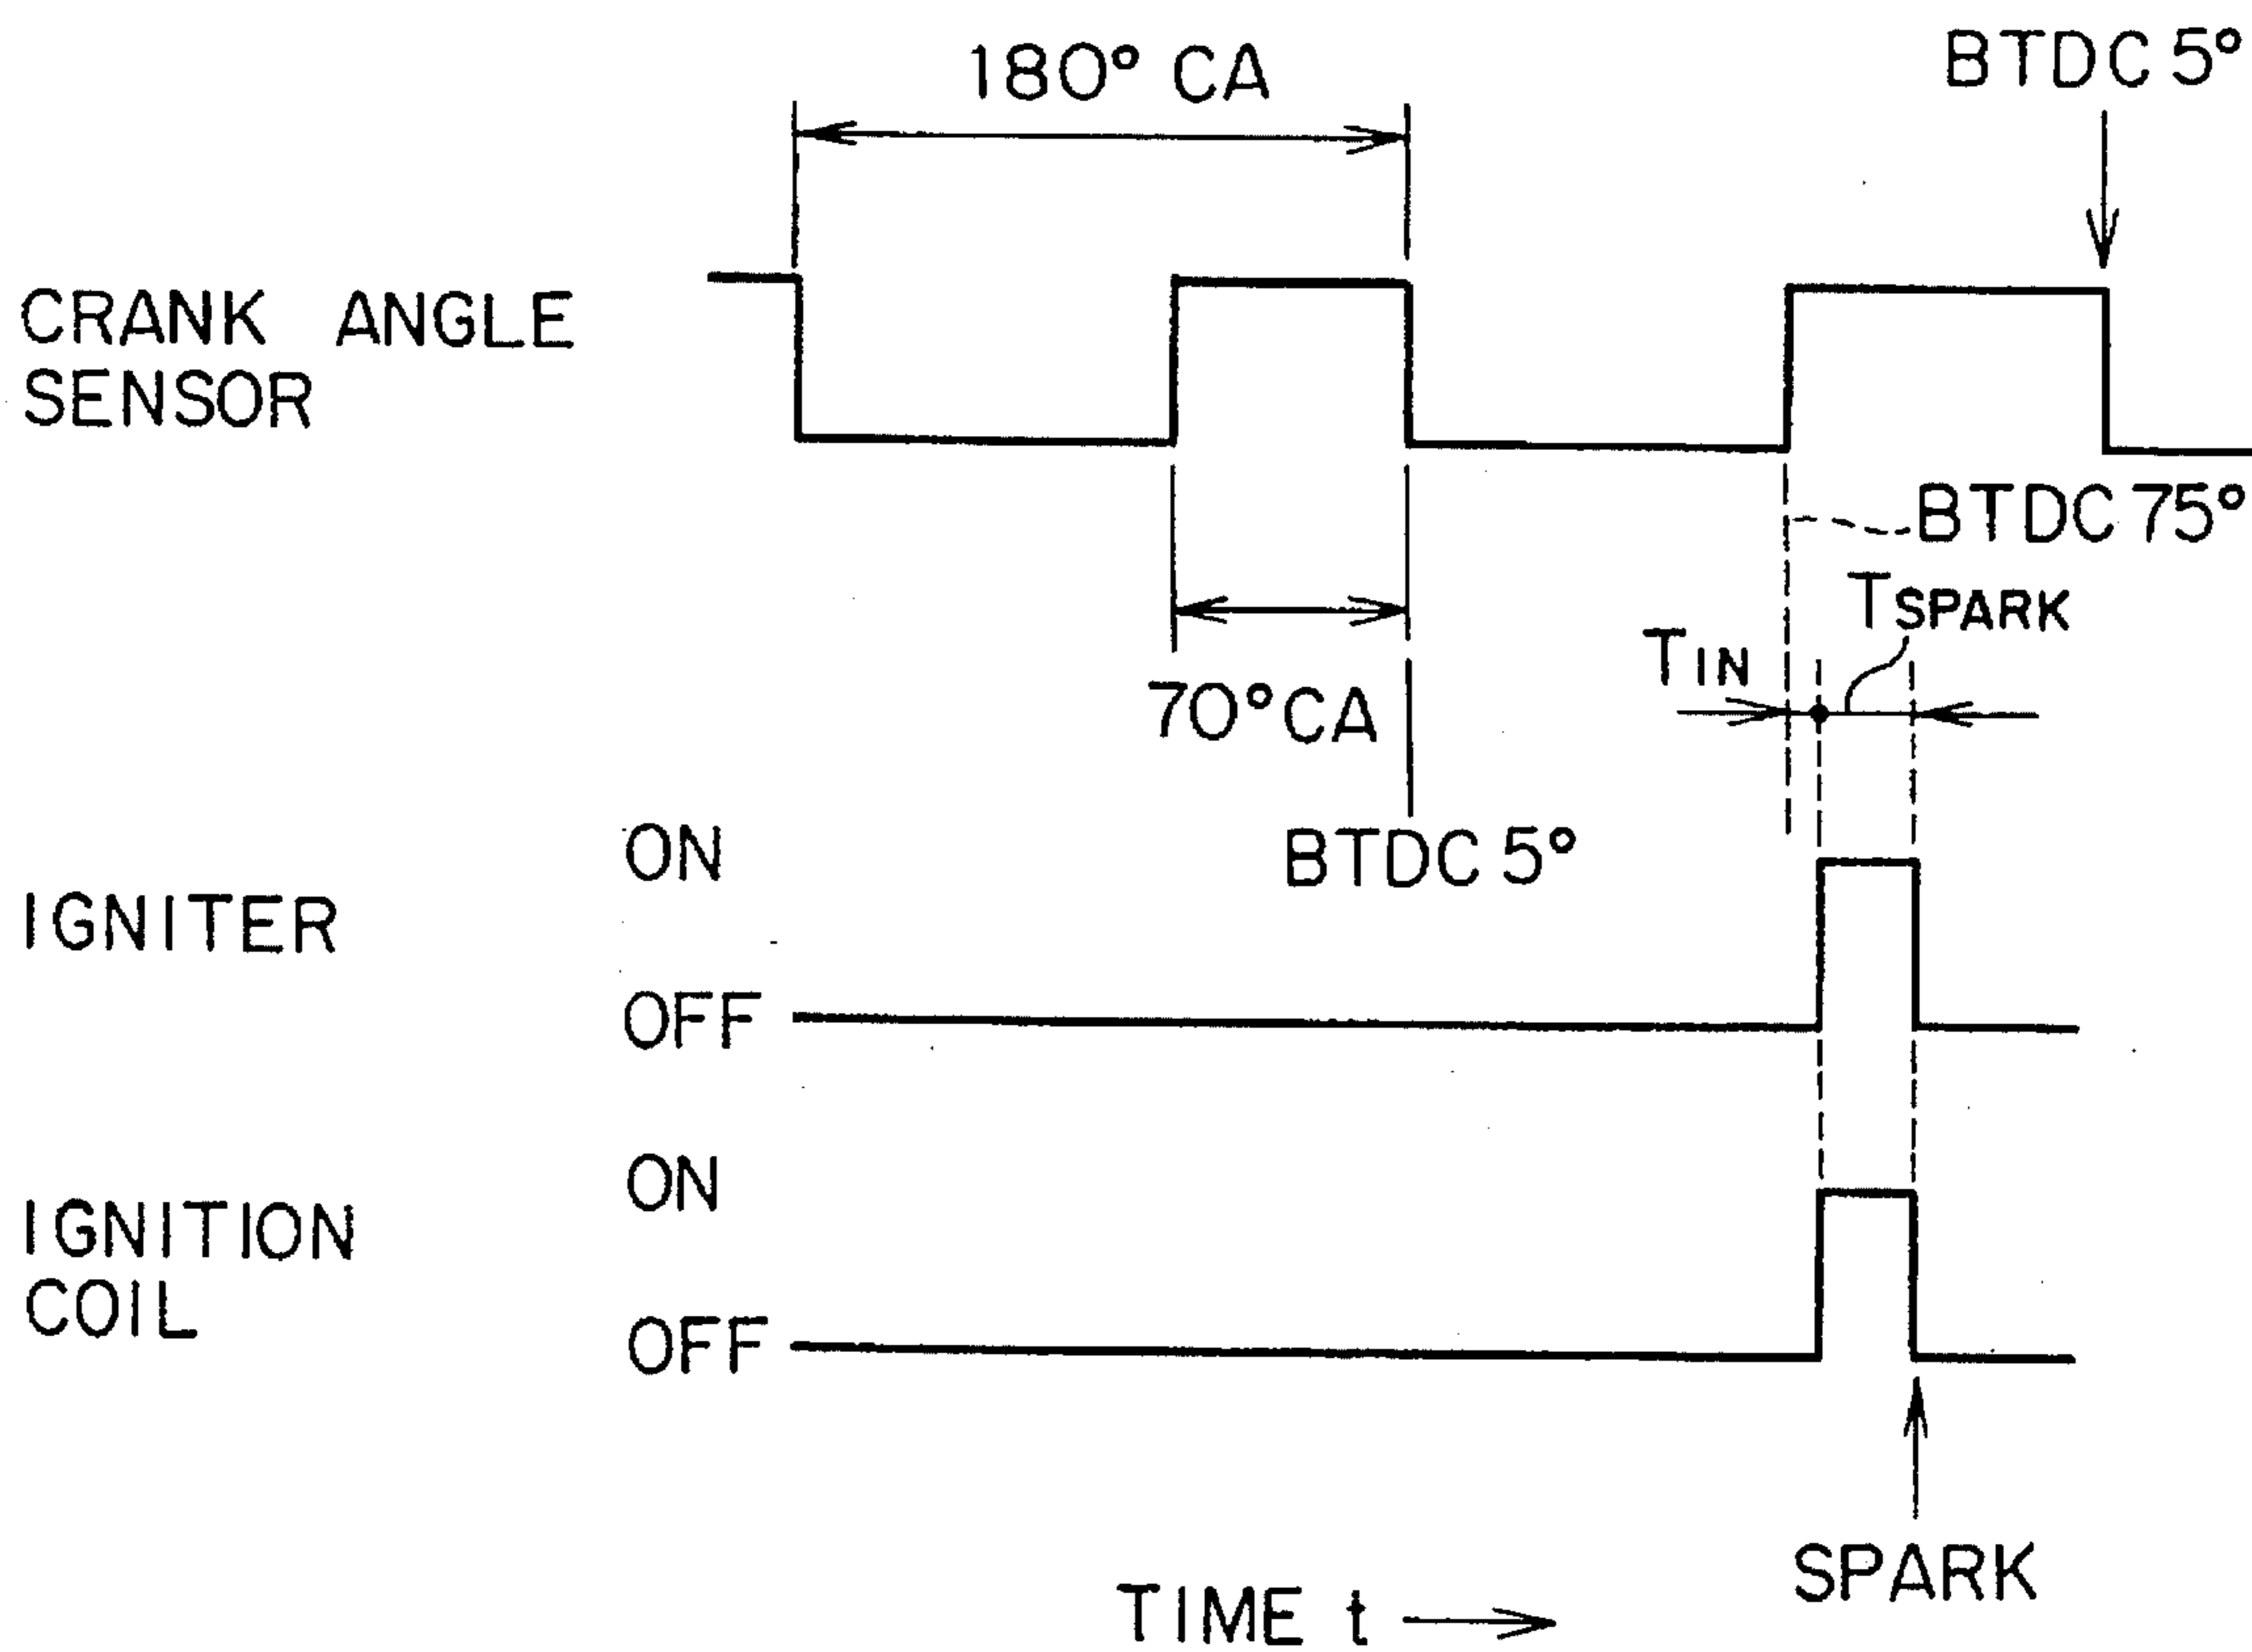 180° CA
BTDC 5°
CRANK ANGLE
SENSOR
BTDC 75°
TSPARK
TIN
70°CA
BTDC 5°
ON
IGNITER
OFF
ON
IGNITION
COIL
OFF
SPARK
TIME t